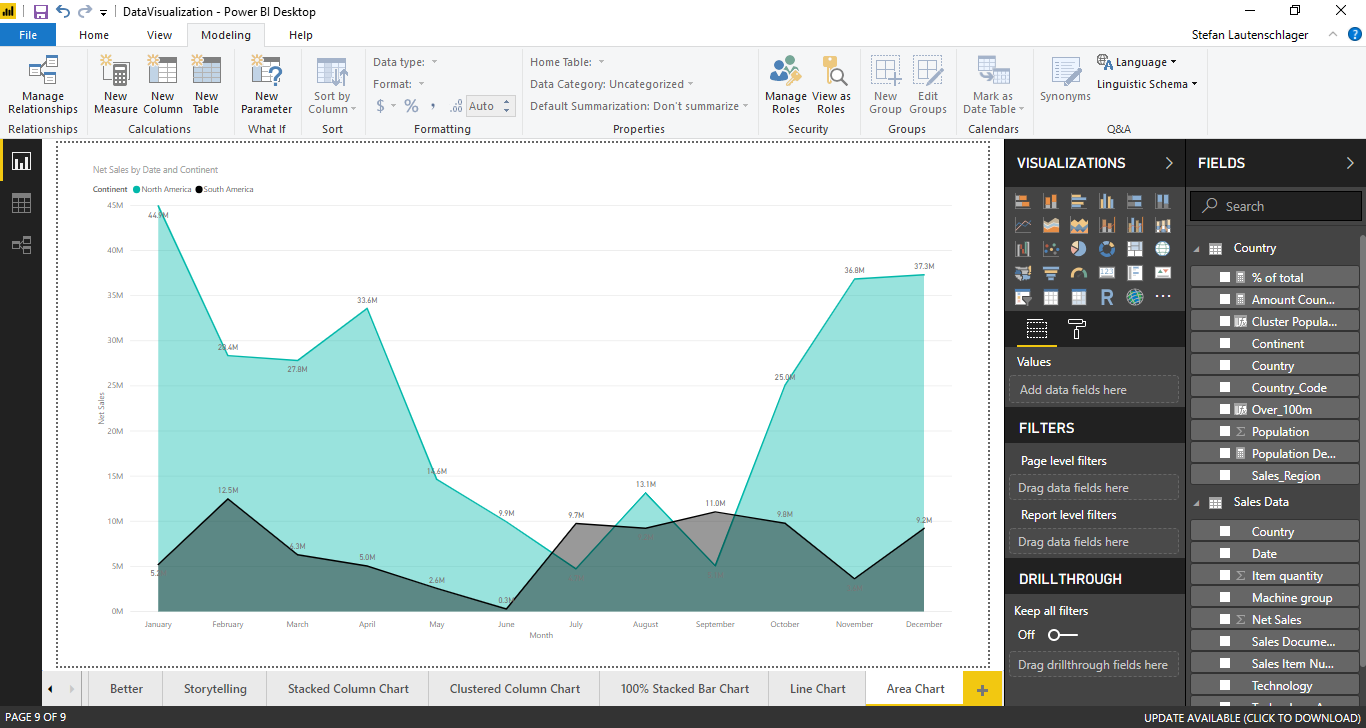 DataVisualization - Power BI Desktop
File Home View Modeling Help Stefan Lautenschlager ?
Manage Relationships
Relationships
New Measure New Column New Table
Calculations
New Parameter
What If
Sort by Column
Sort
Data type:
Format:
$ % , .00 Auto
Formatting
Home Table:
Data Category: Uncategorized
Default Summarization: Don't summarize
Properties
Manage Roles View as Roles
Security
New Group Edit Groups
Groups
Mark as Date Table
Calendars
Synonyms
Language
Linguistic Schema
Q&A
Net Sales by Date and Continent
Continent North America South America
45M
40M
35M
30M
25M
20M
15M
10M
5M
0M
Net Sales
44.9M
28.4M
27.8M
33.6M
14.6M
9.9M
13.1M
25.0M
36.8M
37.3M
12.5M
6.3M
5.0M
2.6M
0.3M
9.7M
11.0M
9.8M
9.2M
January February March April May June July August September October November December
Month
VISUALIZATIONS
R
Values
Add data fields here
FILTERS
Page level filters
Drag data fields here
Report level filters
Drag data fields here
DRILLTHROUGH
Keep all filters
Off
Drag drillthrough fields here
FIELDS
Search
Country
% of total
Amount Coun...
Cluster Popula...
Continent
Country
Country_Code
Over_100m
Population
Population De...
Sales_Region
Sales Data
Country
Date
Item quantity
Machine group
Net Sales
Sales Docume...
Sales Item Nu...
Technology
Better Storytelling Stacked Column Chart Clustered Column Chart 100% Stacked Bar Chart Line Chart Area Chart +
PAGE 9 OF 9 UPDATE AVAILABLE (CLICK TO DOWNLOAD)